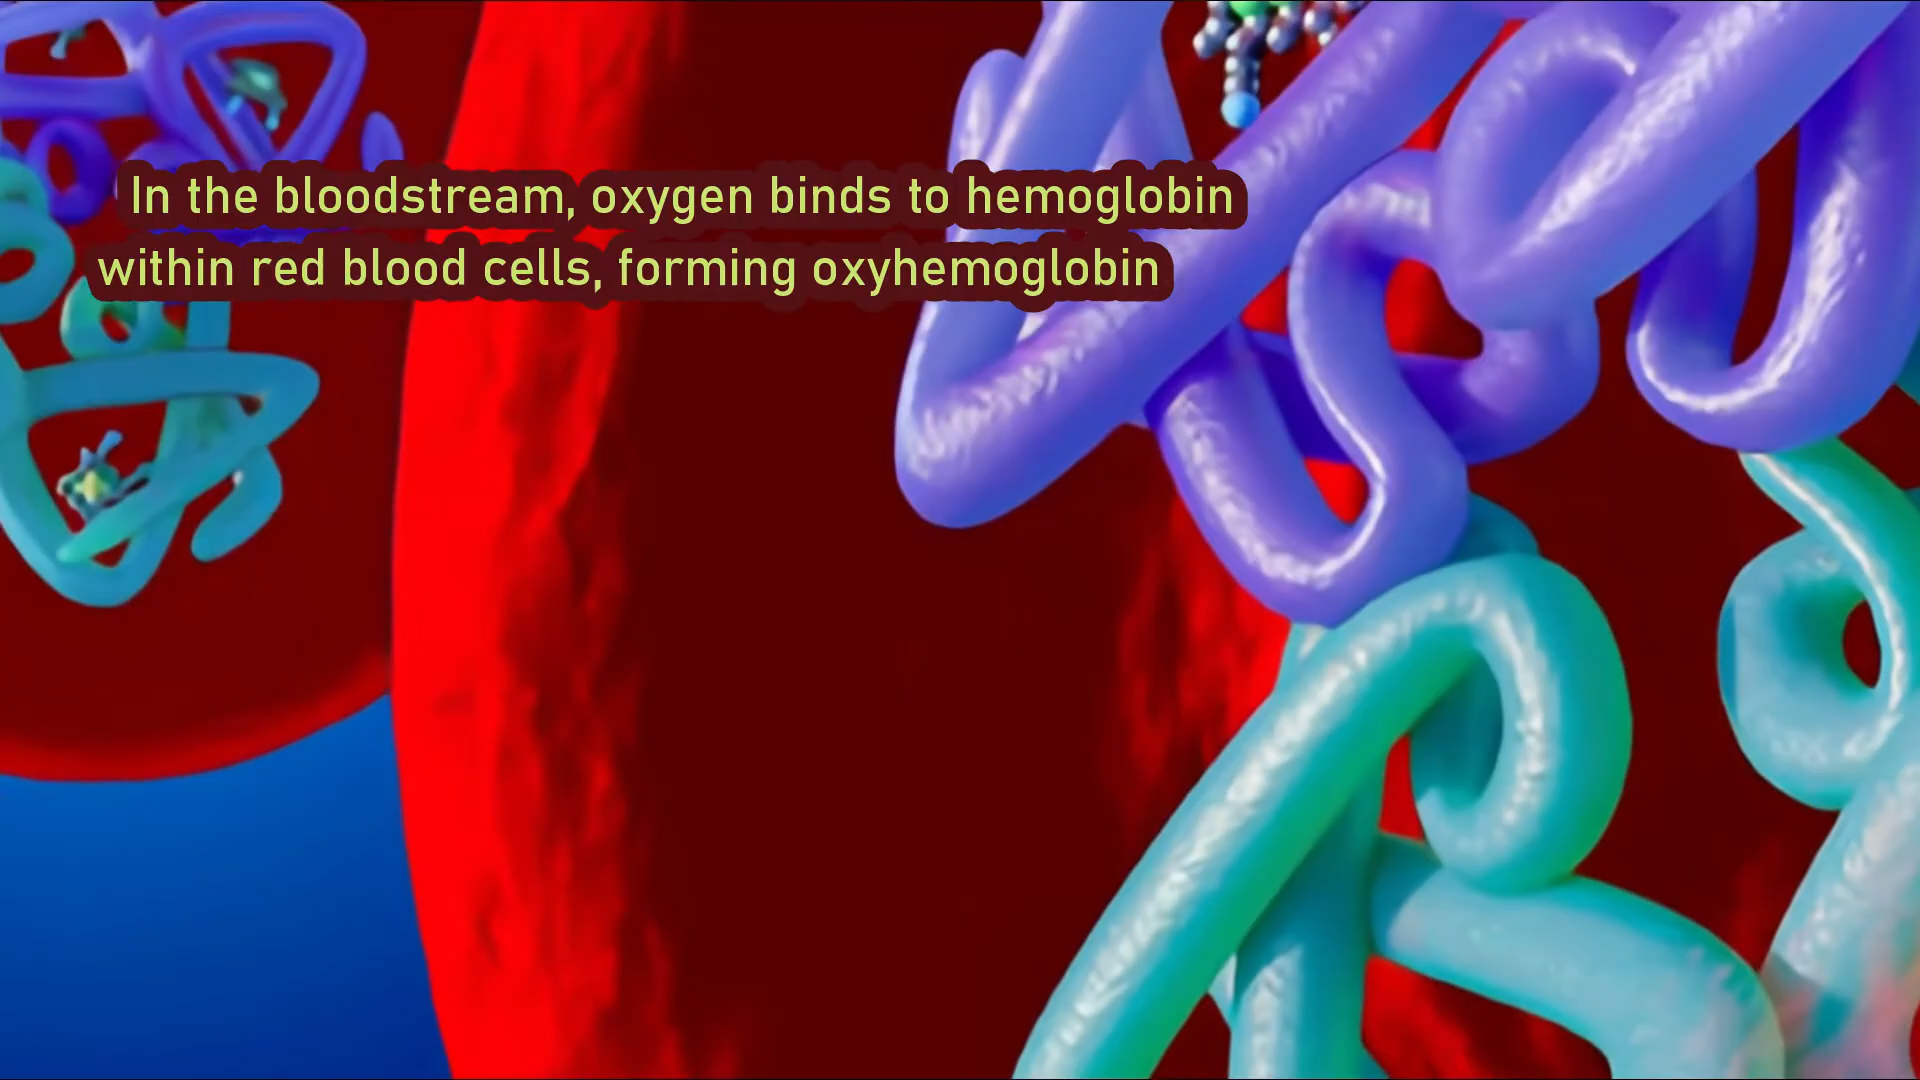 In the bloodstream, oxygen binds to hemoglobin
within red blood cells, forming oxyhemoglobin